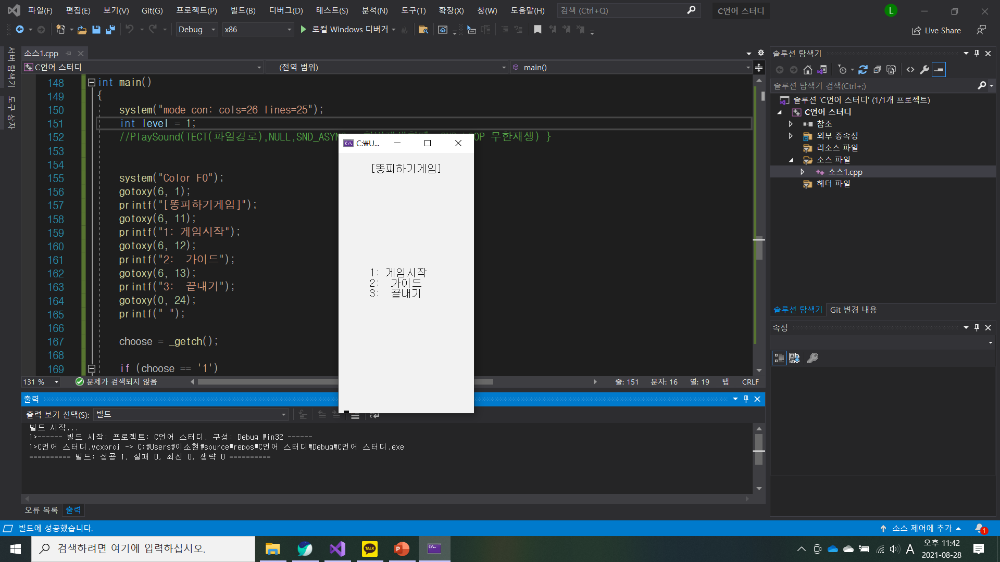 파일(F) 편집(E) 보기(V) Git(G) 프로젝트(P) 빌드(B) 디버그(D) 테스트(S) 분석(N) 도구(T) 확장(X) 창(W) 도움말(H) 검색 (Ctrl+Q) C언어 스터디 L
Debug x86 로컬 Windows 디버거 Live Share
서버 탐색기
도구 상자
소스1.cpp
C언어 스터디 (전역 범위) main()
148 int main()
149 {
150 system("mode con: cols=26 lines=25");
151 int level = 1;
152 //PlaySound(TECT(파일경로),NULL,SND_ASYNC 무한재생) }
153
154
155 system("Color F0");
156 gotoxy(6, 1);
157 printf("[똥피하기게임]");
158 gotoxy(6, 11);
159 printf("1: 게임시작");
160 gotoxy(6, 12);
161 printf("2:  가이드");
162 gotoxy(6, 13);
163 printf("3:  끝내기");
164 gotoxy(0, 24);
165 printf(" ");
166
167 choose = _getch();
168
169 if (choose == '1')
131 % 문제가 검색되지 않음 줄: 151 문자: 16 열: 19 탭 CRLF
C:\U...
[똥피하기게임]
1: 게임시작
2:  가이드
3:  끝내기
출력
출력 보기 선택(S): 빌드
빌드 시작...
1>------ 빌드 시작: 프로젝트: C언어 스터디, 구성: Debug Win32 ------
1>C언어 스터디.vcxproj -> C:\Users\이소현\source\repos\C언어 스터디\Debug\C언어 스터디.exe
========== 빌드: 성공 1, 실패 0, 최신 0, 생략 0 ==========
오류 목록 출력
솔루션 탐색기
솔루션 탐색기 검색(Ctrl+;)
솔루션 'C언어 스터디' (1/1개 프로젝트)
C언어 스터디
참조
외부 종속성
리소스 파일
소스 파일
소스1.cpp
헤더 파일
솔루션 탐색기 Git 변경 내용
속성
빌드에 성공했습니다. 소스 제어에 추가 1
검색하려면 여기에 입력하십시오. TALK P A 오후 11:42
2021-08-28